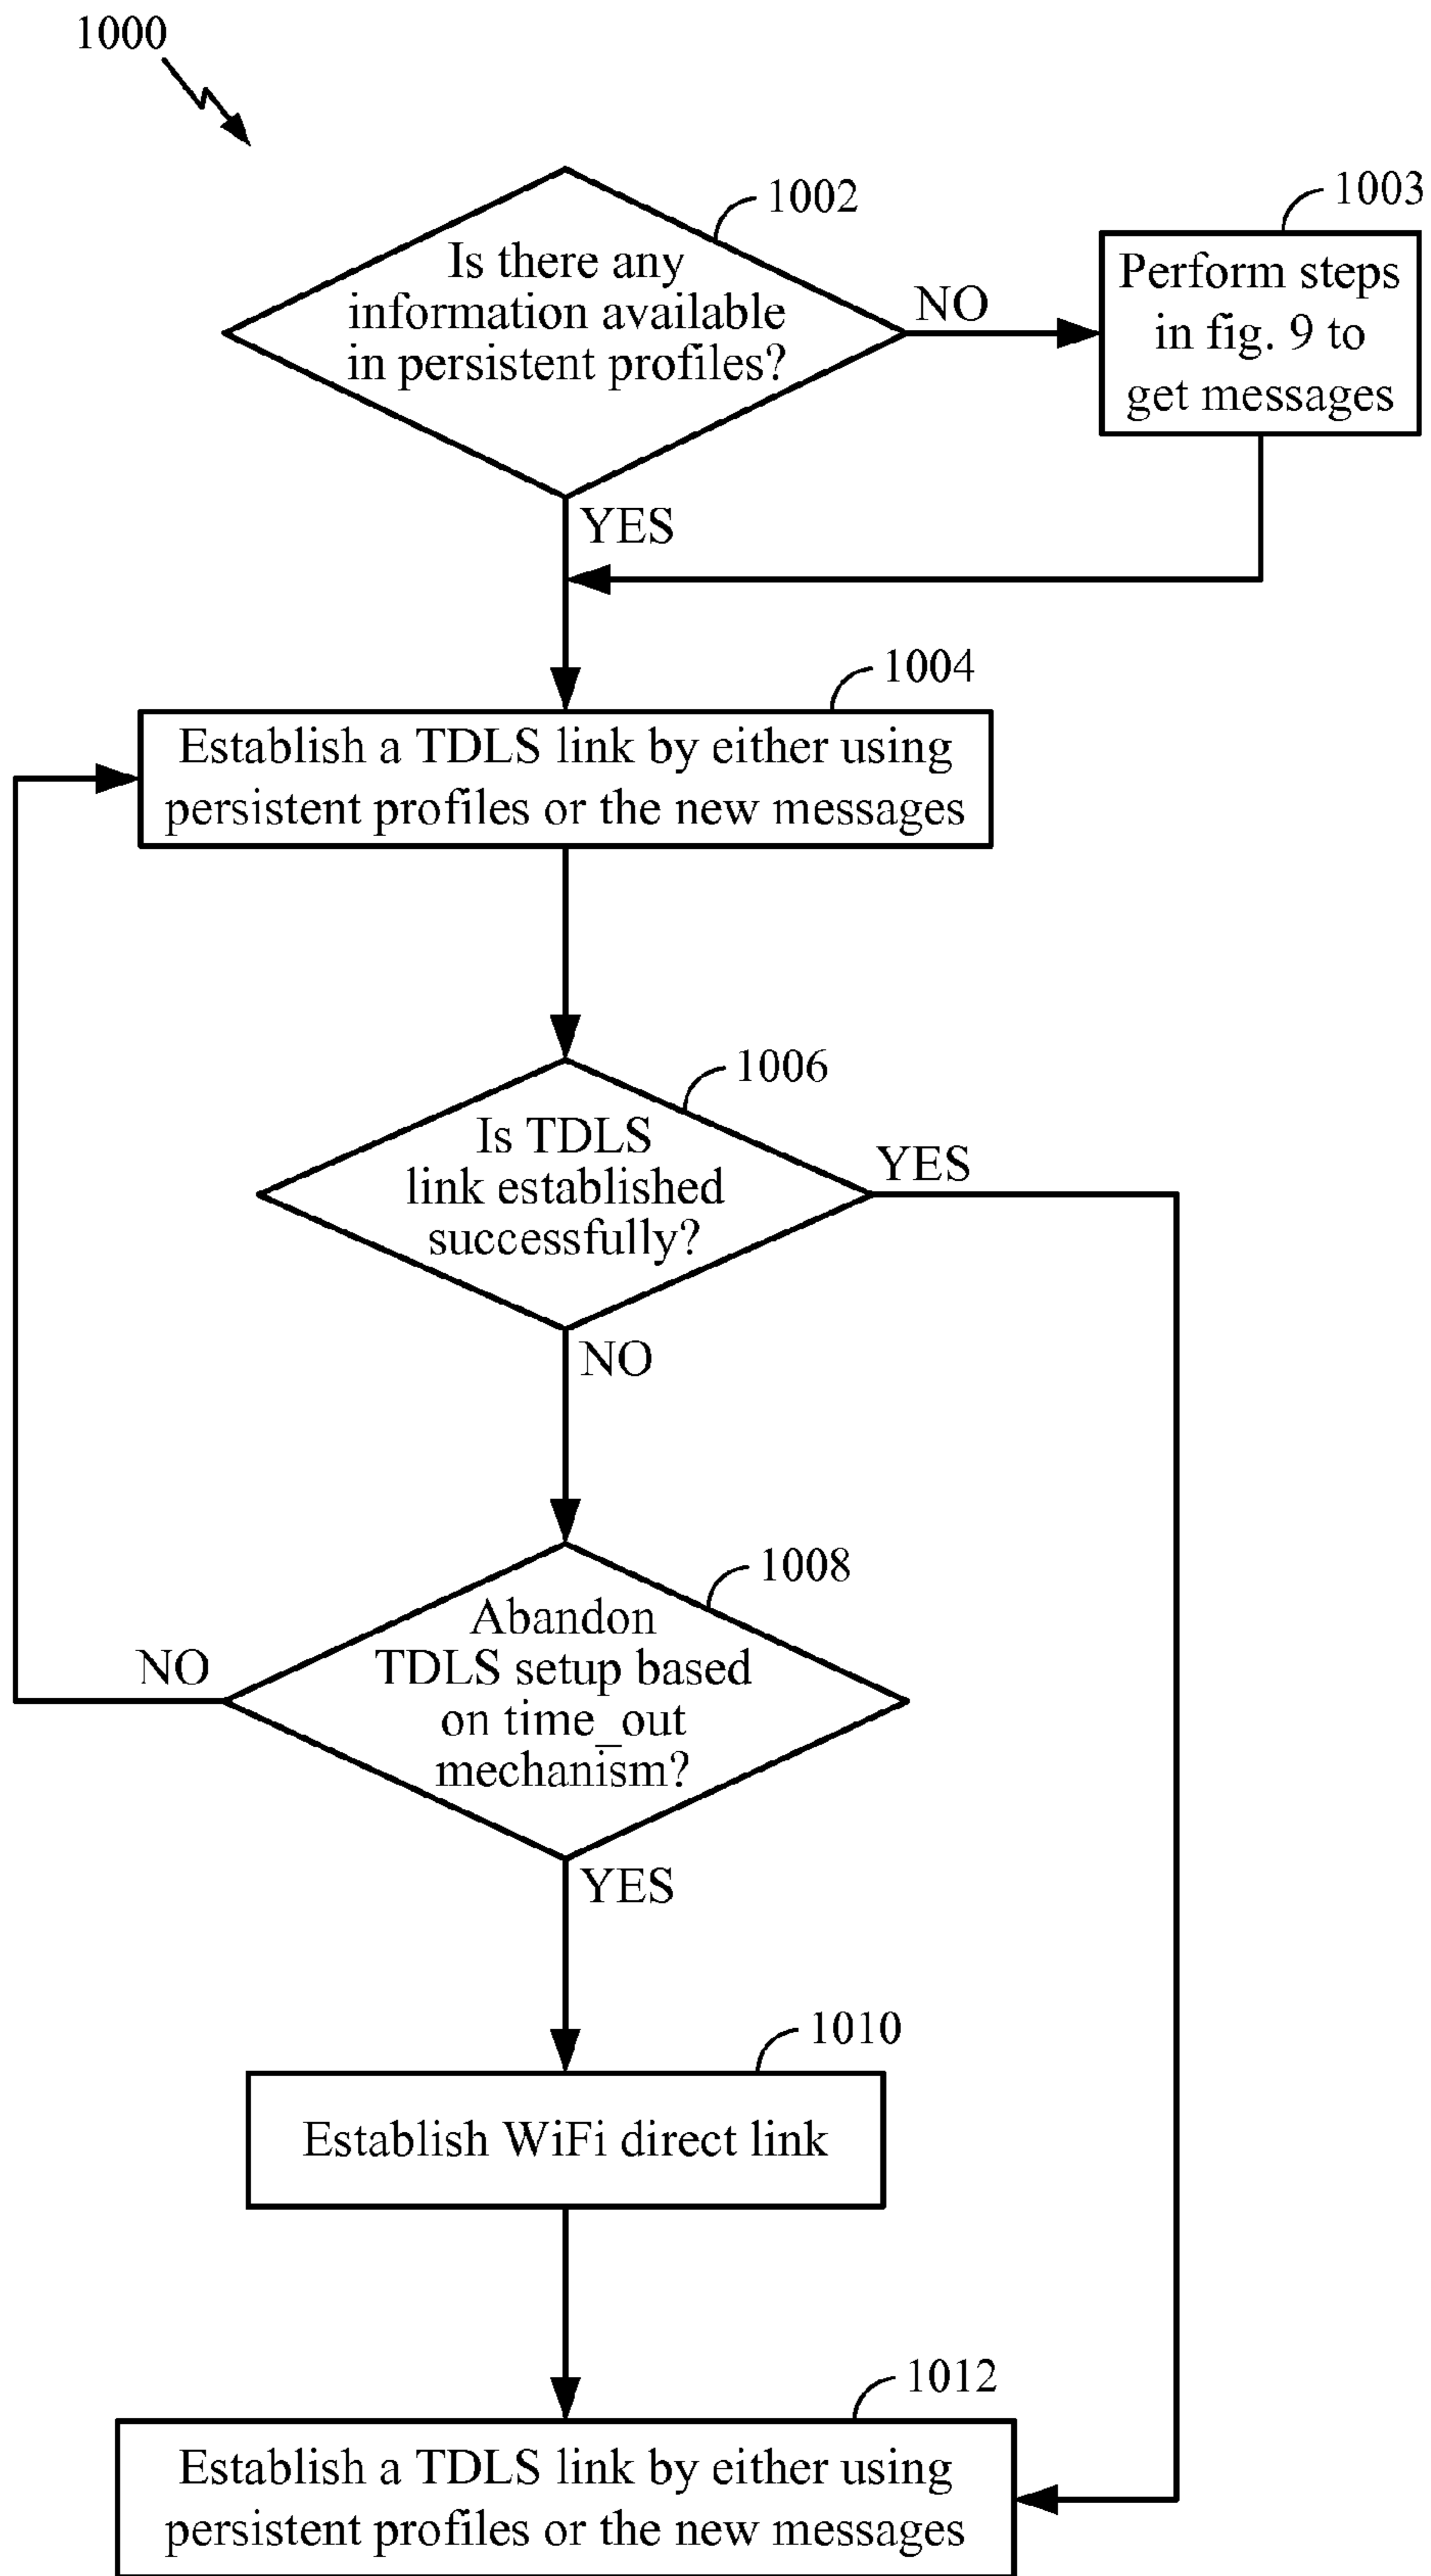 1000
1002
Is there any
information available
in persistent profiles?
NO
1003
Perform steps
in fig. 9 to
get messages
YES
1004
Establish a TDLS link by either using
persistent profiles or the new messages
1006
Is TDLS
link established
successfully?
YES
NO
1008
Abandon
TDLS setup based
on time_out
mechanism?
NO
YES
1010
Establish WiFi direct link
1012
Establish a TDLS link by either using
persistent profiles or the new messages